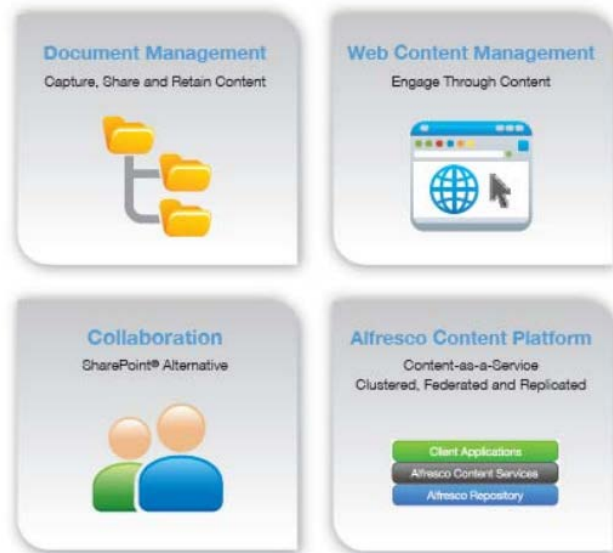 Document Management
Capture, Share and Retain Content
Web Content Management
Engage Through Content
Collaboration
SharePoint® Alternative
Alfresco Content Platform
Content-as-a-Service
Clustered, Federated and Replicated
Client Applications
Alfresco Content Services
Alfresco Repository